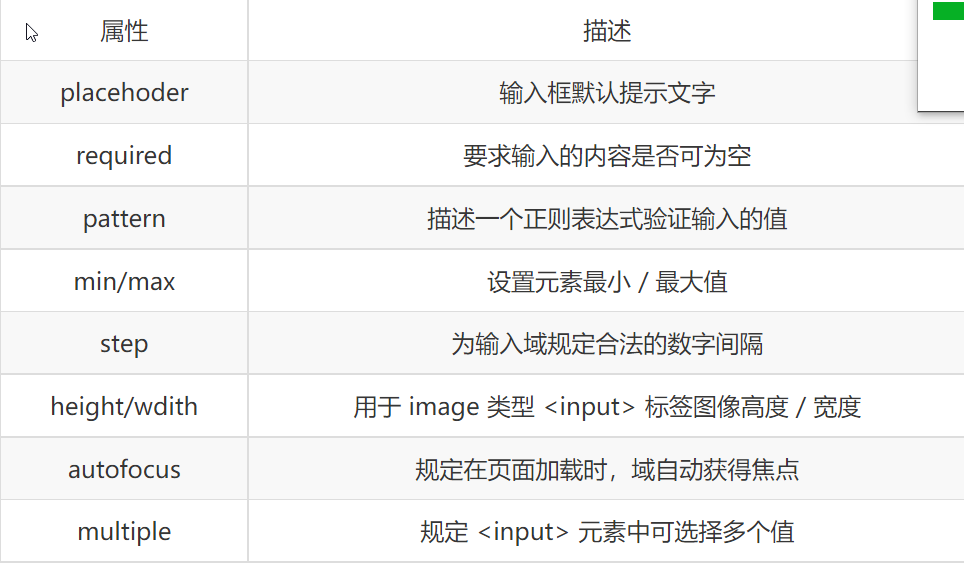 属性 描述
placehoder 输入框默认提示文字
required 要求输入的内容是否可为空
pattern 描述一个正则表达式验证输入的值
min/max 设置元素最小 / 最大值
step 为输入域规定合法的数字间隔
height/wdith 用于 image 类型 <input> 标签图像高度 / 宽度
autofocus 规定在页面加载时，域自动获得焦点
multiple 规定 <input> 元素中可选择多个值